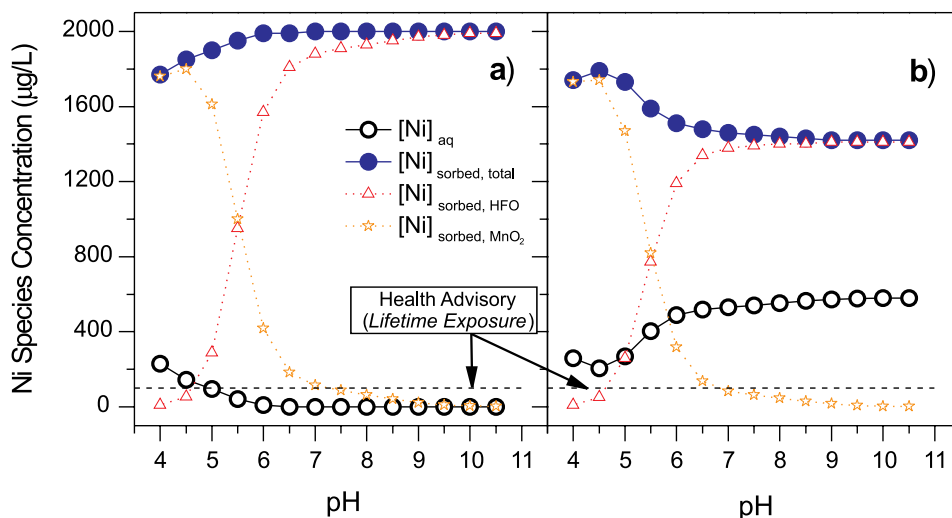 Ni Species Concentration (µg/L)
2000
1600
1200
800
400
0
a)
b)
[Ni] aq
[Ni] sorbed, total
[Ni] sorbed, HFO
[Ni] sorbed, MnO2
Health Advisory
(Lifetime Exposure)
4 5 6 7 8 9 10 11
4 5 6 7 8 9 10 11
pH
pH